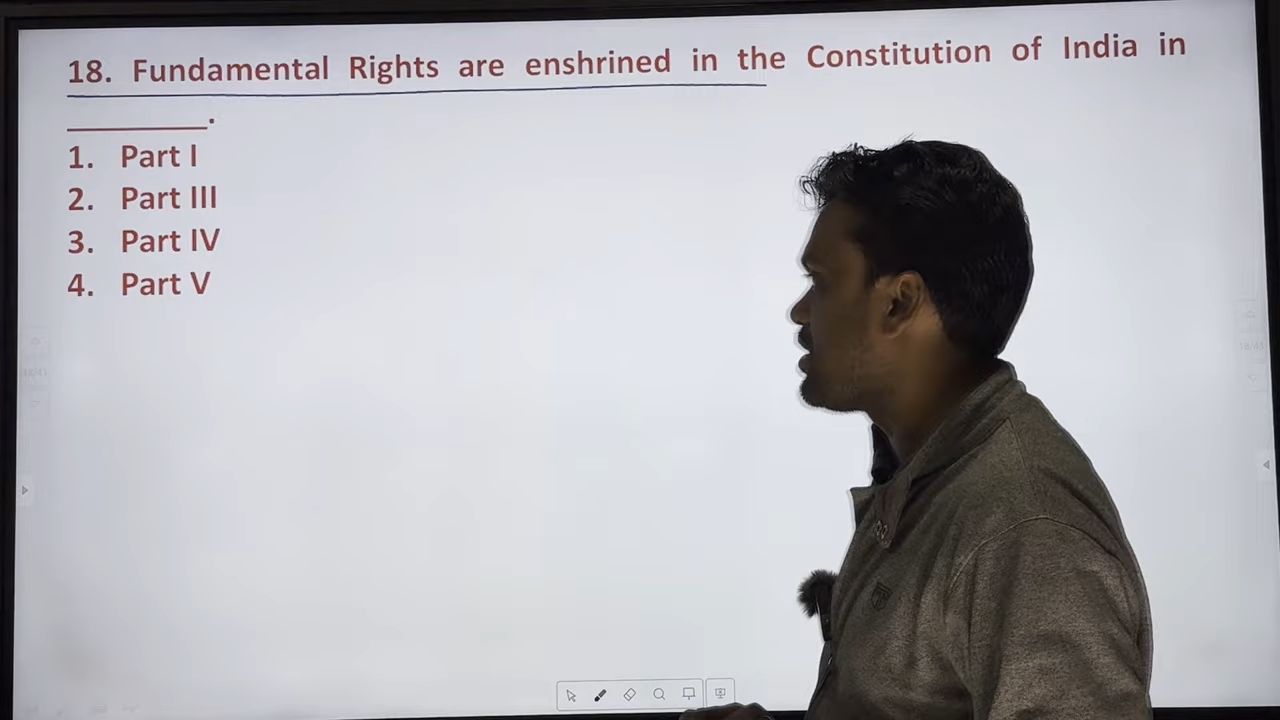 18. Fundamental Rights are enshrined in the Constitution of India in
________.
1. Part I
2. Part III
3. Part IV
4. Part V